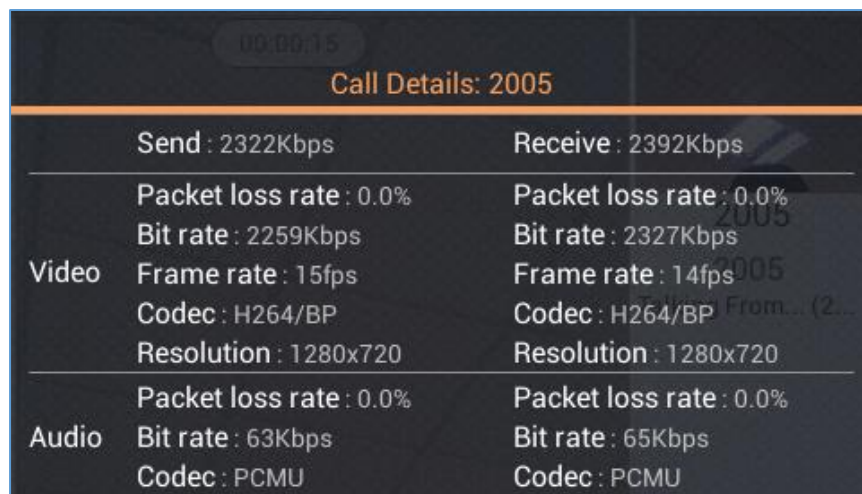 00:00:15
Call Details: 2005
Send : 2322Kbps Receive : 2392Kbps
Packet loss rate : 0.0% Packet loss rate : 0.0%
2005
Bit rate : 2259Kbps Bit rate : 2327Kbps
Video Frame rate : 15fps Frame rate : 14fps
2005
Codec : H264/BP Codec : H264/BP
Talking From... (2...
Resolution : 1280x720 Resolution : 1280x720
Packet loss rate : 0.0% Packet loss rate : 0.0%
Audio Bit rate : 63Kbps Bit rate : 65Kbps
Codec : PCMU Codec : PCMU